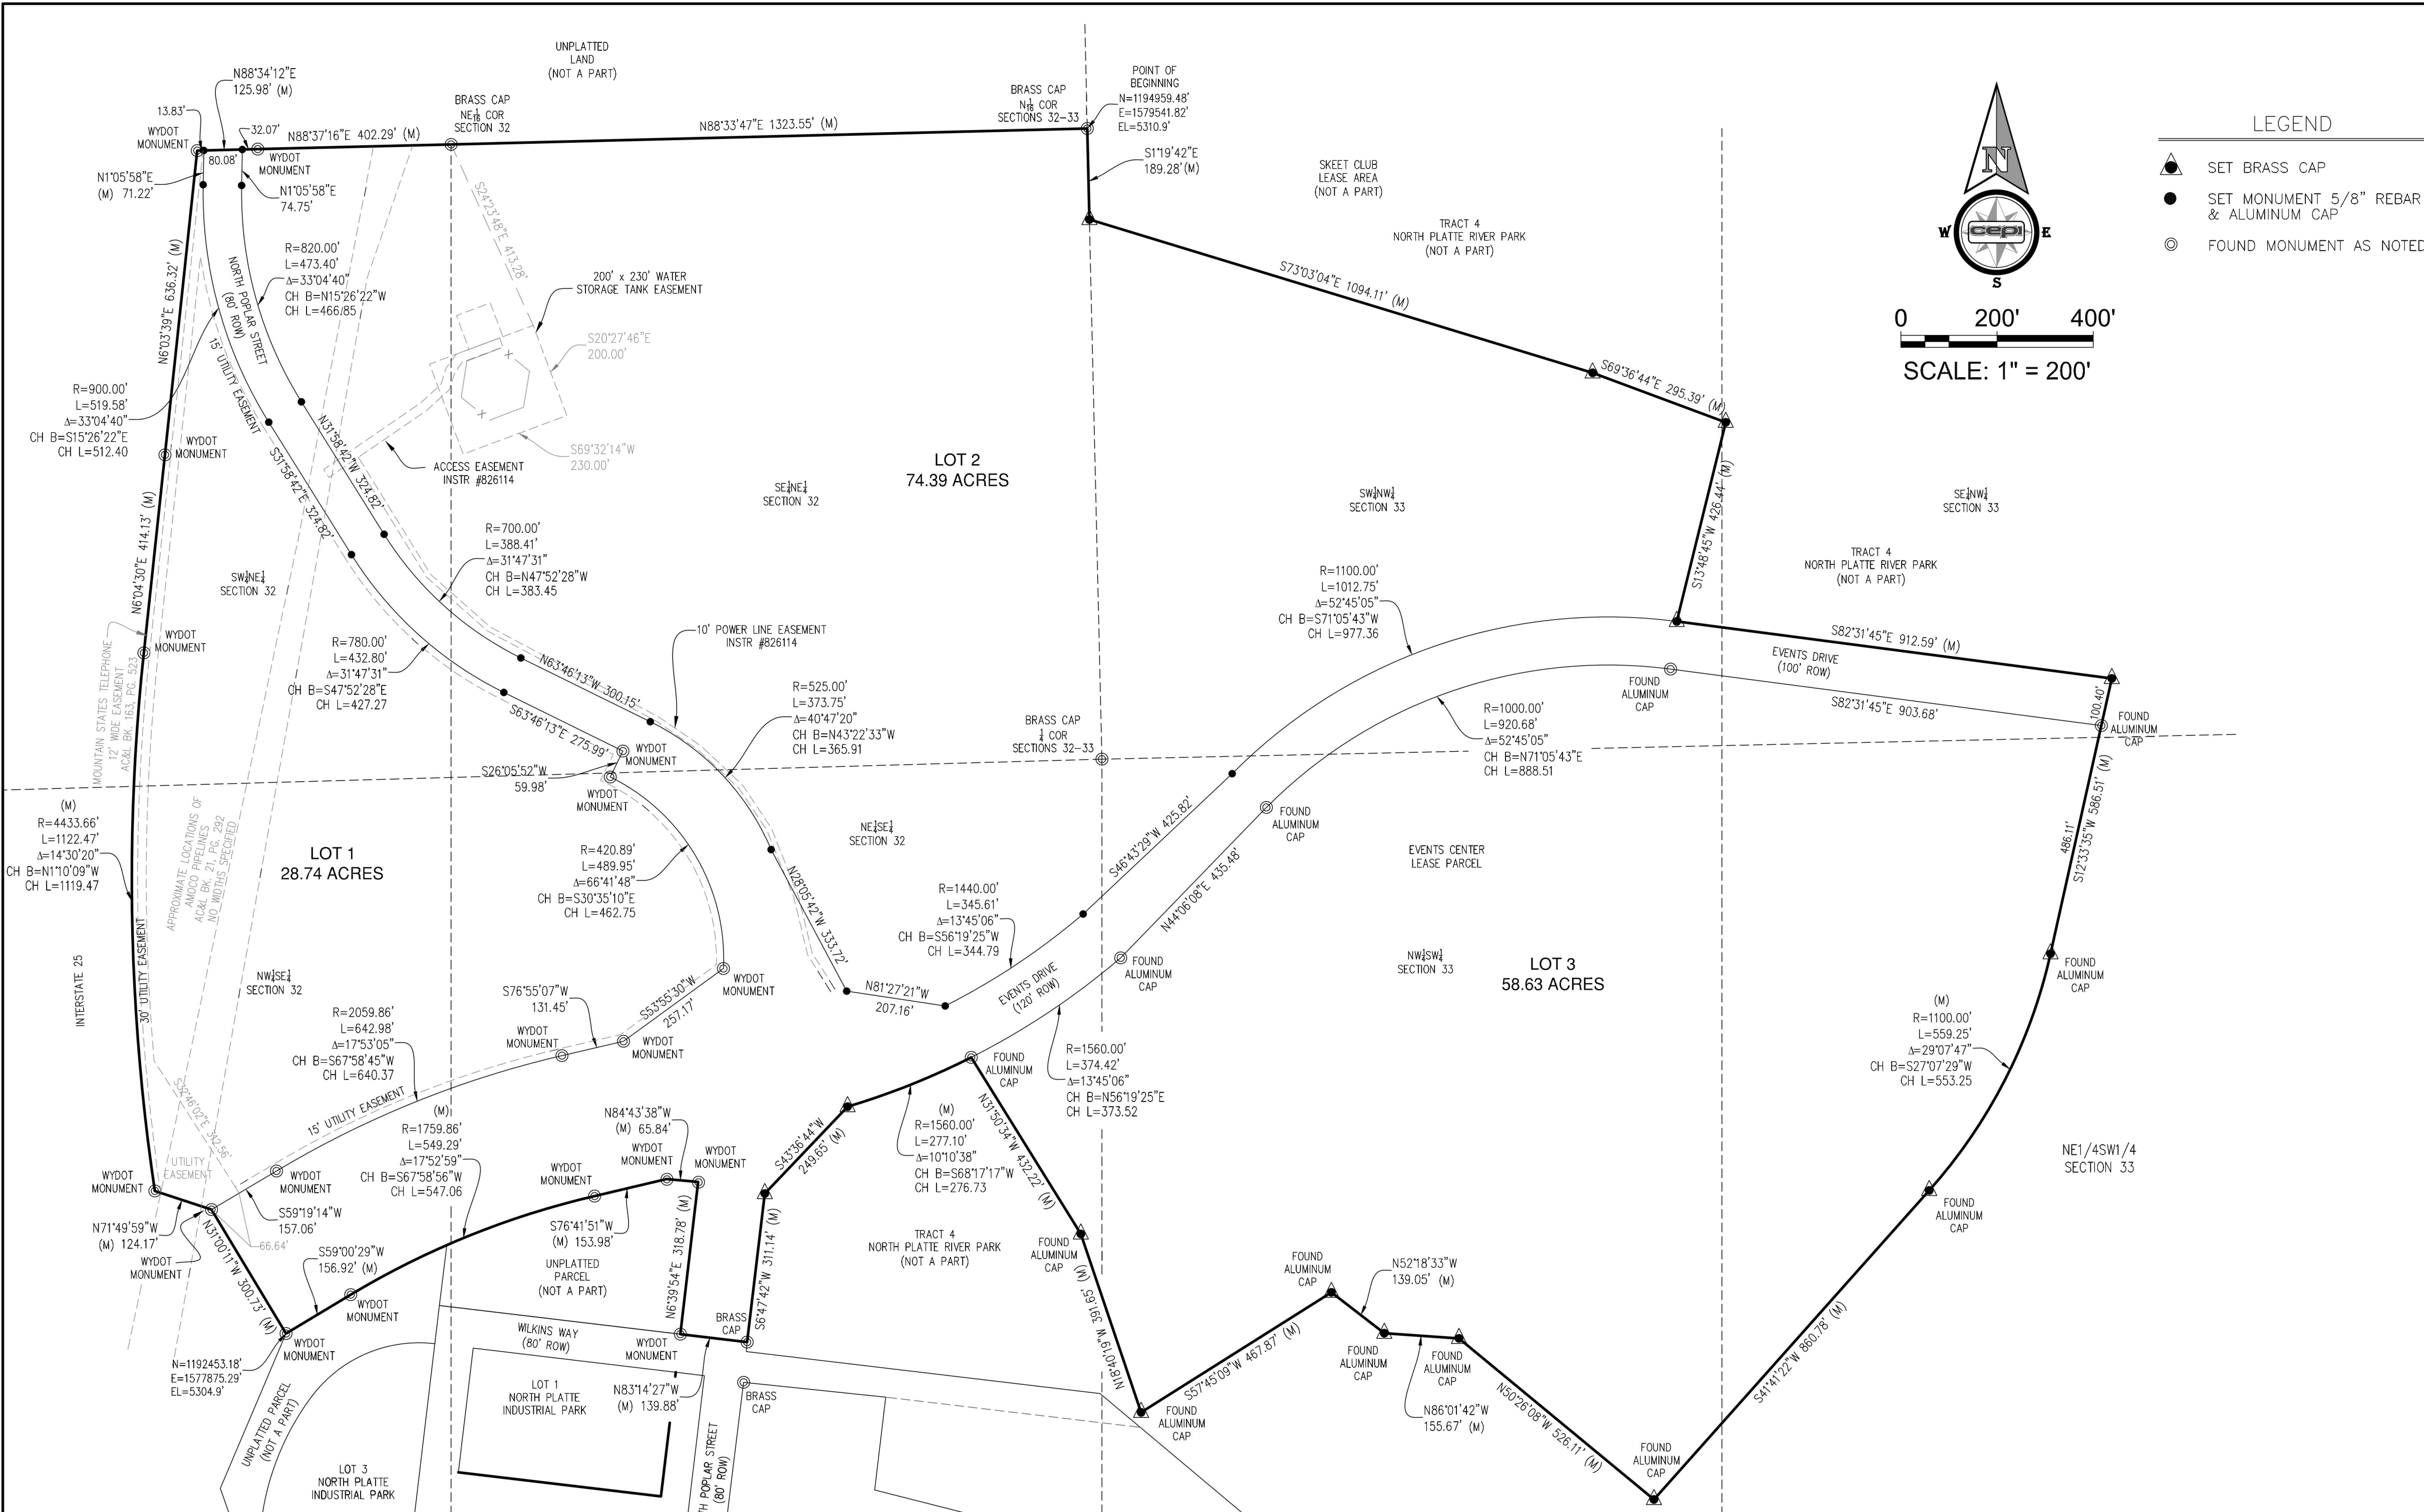 UNPLATTED
LAND
(NOT A PART)
N88°34'12"E
125.98' (M)
13.83'
WYDOT
MONUMENT
32.07'
80.08'
WYDOT
MONUMENT
N88°37'16"E 402.29' (M)
BRASS CAP
NE 1/16 COR
SECTION 32
N88°33'47"E 1323.55' (M)
BRASS CAP
N 1/16 COR
SECTIONS 32-33
POINT OF
BEGINNING
N=1194959.48'
E=1579541.82'
EL=5310.9'
S1°19'42"E
189.28'(M)
SKEET CLUB
LEASE AREA
(NOT A PART)
TRACT 4
NORTH PLATTE RIVER PARK
(NOT A PART)
N
W
cepi
E
S
0 200' 400'
SCALE: 1" = 200'
LEGEND
SET BRASS CAP
SET MONUMENT 5/8" REBAR
& ALUMINUM CAP
FOUND MONUMENT AS NOTED
N1°05'58"E
(M) 71.22'
N1°05'58"E
74.75'
N6°03'39"E 636.32' (M)
NORTH POPLAR STREET
(80' ROW)
15' UTILITY EASEMENT
R=820.00'
L=473.40'
Δ=33°04'40"
CH B=N15°26'22"W
CH L=466.85
S24°23'48"E 413.28'
200' x 230' WATER
STORAGE TANK EASEMENT
S20°27'46"E
200.00'
S69°32'14"W
230.00'
X
X
ACCESS EASEMENT
INSTR #826114
R=900.00'
L=519.58'
Δ=33°04'40"
CH B=S15°26'22"E
CH L=512.40
WYDOT
MONUMENT
S31°58'42"E 324.82'
N31°58'42"W 324.82'
S73°03'04"E 1094.11' (M)
S69°36'44"E 295.39' (M)
LOT 2
74.39 ACRES
SE¼NE¼
SECTION 32
SW¼NW¼
SECTION 33
SE¼NW¼
SECTION 33
S13°48'45"W 426.44' (M)
TRACT 4
NORTH PLATTE RIVER PARK
(NOT A PART)
N6°04'30"E 414.13' (M)
SW¼NE¼
SECTION 32
WYDOT
MONUMENT
MOUNTAIN STATES TELEPHONE
12' WIDE EASEMENT
AC&L BK. 163, PG. 523
R=700.00'
L=388.41'
Δ=31°47'31"
CH B=N47°52'28"W
CH L=383.45
R=780.00'
L=432.80'
Δ=31°47'31"
CH B=S47°52'28"E
CH L=427.27
10' POWER LINE EASEMENT
INSTR #826114
N63°46'13"W 300.15'
S63°46'13"E 275.99'
WYDOT
MONUMENT
S26°05'52"W
59.98'
WYDOT
MONUMENT
R=525.00'
L=373.75'
Δ=40°47'20"
CH B=N43°22'33"W
CH L=365.91
BRASS CAP
¼ COR
SECTIONS 32-33
R=1100.00'
L=1012.75'
Δ=52°45'05"
CH B=S71°05'43"W
CH L=977.36
S82°31'45"E 912.59' (M)
EVENTS DRIVE
(100' ROW)
FOUND
ALUMINUM
CAP
S82°31'45"E 903.68'
100.40'
FOUND
ALUMINUM
CAP
R=1000.00'
L=920.68'
Δ=52°45'05"
CH B=N71°05'43"E
CH L=888.51
(M)
R=4433.66'
L=1122.47'
Δ=14°30'20"
CH B=N1°10'09"W
CH L=1119.47
APPROXIMATE LOCATIONS OF
AMOCO PIPELINES
AC&L BK. 21, PG. 292
NO WIDTHS SPECIFIED
LOT 1
28.74 ACRES
NE¼SE¼
SECTION 32
R=420.89'
L=489.95'
Δ=66°41'48"
CH B=S30°35'10"E
CH L=462.75
N28°05'42"W 333.72'
R=1440.00'
L=345.61'
Δ=13°45'06"
CH B=S56°19'25"W
CH L=344.79
S46°43'29"W 425.82'
FOUND
ALUMINUM
CAP
N44°06'08"E 435.48'
EVENTS CENTER
LEASE PARCEL
486.11'
S12°33'35"W 586.51' (M)
INTERSTATE 25
30' UTILITY EASEMENT
NW¼SE¼
SECTION 32
S76°55'07"W
131.45'
S53°55'30"W
257.17'
WYDOT
MONUMENT
WYDOT
MONUMENT
WYDOT
MONUMENT
N81°27'21"W
207.16'
EVENTS DRIVE
(120' ROW)
FOUND
ALUMINUM
CAP
NW¼SW¼
SECTION 33
LOT 3
58.63 ACRES
FOUND
ALUMINUM
CAP
R=2059.86'
L=642.98'
Δ=17°53'05"
CH B=S67°58'45"W
CH L=640.37
S32°46'02"E 342.56'
15' UTILITY EASEMENT
(M)
R=1759.86'
L=549.29'
Δ=17°52'59"
CH B=S67°58'56"W
CH L=547.06
N84°43'38"W
(M) 65.84'
WYDOT
MONUMENT
WYDOT
MONUMENT
WYDOT
MONUMENT
S43°36'44"W
249.65' (M)
FOUND
ALUMINUM
CAP
R=1560.00'
L=374.42'
Δ=13°45'06"
CH B=N56°19'25"E
CH L=373.52
(M)
R=1560.00'
L=277.10'
Δ=10°10'38"
CH B=S68°17'17"W
CH L=276.73
N31°50'34"W 432.22' (M)
(M)
R=1100.00'
L=559.25'
Δ=29°07'47"
CH B=S27°07'29"W
CH L=553.25
NE1/4SW1/4
SECTION 33
FOUND
ALUMINUM
CAP
WYDOT
MONUMENT
UTILITY
EASEMENT
WYDOT
MONUMENT
N71°49'59"W
(M) 124.17'
WYDOT
MONUMENT
S59°19'14"W
157.06'
66.64'
N31°00'11"W 300.73' (M)
S59°00'29"W
156.92' (M)
WYDOT
MONUMENT
S76°41'51"W
(M) 153.98'
UNPLATTED
PARCEL
(NOT A PART)
N6°39'54"E 318.78' (M)
S6°47'42"W 311.14' (M)
TRACT 4
NORTH PLATTE RIVER PARK
(NOT A PART)
FOUND
ALUMINUM
CAP
N18°40'19"W 391.65' (M)
FOUND
ALUMINUM
CAP
N52°18'33"W
139.05' (M)
WYDOT
MONUMENT
N=1192453.18'
E=1577875.29'
EL=5304.9'
WILKINS WAY
(80' ROW)
WYDOT
MONUMENT
BRASS
CAP
N83°14'27"W
(M) 139.88'
BRASS
CAP
LOT 1
NORTH PLATTE
INDUSTRIAL PARK
UNPLATTED PARCEL
(NOT A PART)
LOT 3
NORTH PLATTE
INDUSTRIAL PARK
TH POPLAR STREET
(80' ROW)
FOUND
ALUMINUM
CAP
S57°45'09"W 467.87' (M)
FOUND
ALUMINUM
CAP
FOUND
ALUMINUM
CAP
N86°01'42"W
155.67' (M)
N50°26'08"W 526.11' (M)
FOUND
ALUMINUM
CAP
S41°41'22"W 860.78' (M)